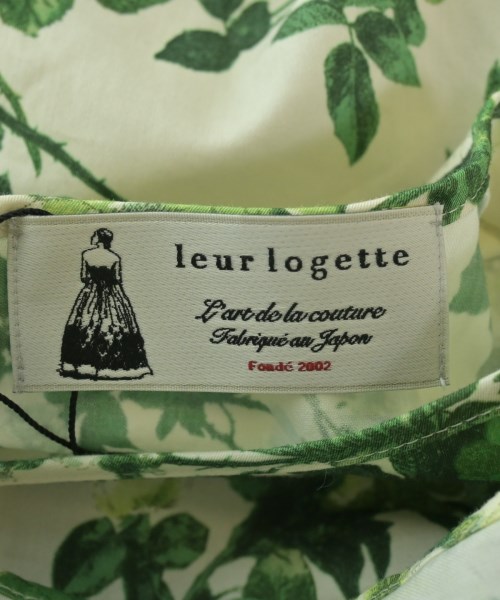 leur logette
L'art de la couture
Fabriqué au Japon
Fondé 2002